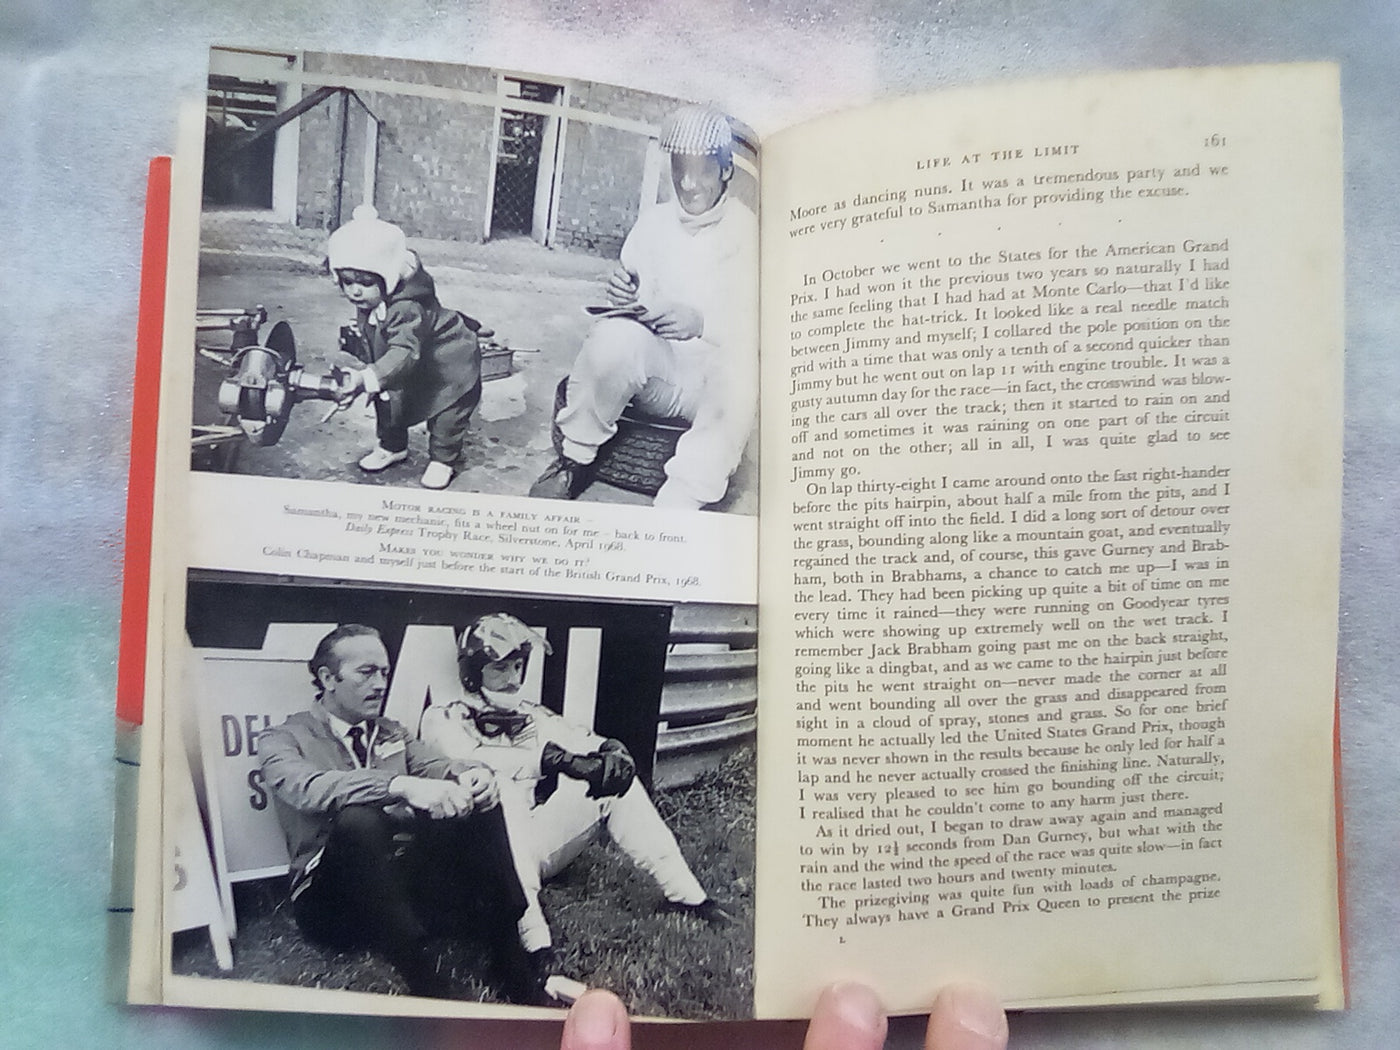 MOTOR RACING IS A FAMILY AFFAIR –
Samantha, my new mechanic, fits a wheel nut on for me – back to front.
Daily Express Trophy Race, Silverstone, April 1968.
MAKES YOU WONDER WHY WE DO IT?
Colin Chapman and myself just before the start of the British Grand Prix, 1968.
DE
S
S
LIFE AT THE LIMIT 161
Moore as dancing nuns. It was a tremendous party and we
were very grateful to Samantha for providing the excuse.
In October we went to the States for the American Grand
Prix. I had won it the previous two years so naturally I had
the same feeling that I had had at Monte Carlo—that I'd like
to complete the hat-trick. It looked like a real needle match
between Jimmy and myself; I collared the pole position on the
grid with a time that was only a tenth of a second quicker than
Jimmy but he went out on lap 11 with engine trouble. It was a
gusty autumn day for the race—in fact, the crosswind was blow-
ing the cars all over the track; then it started to rain on and
off and sometimes it was raining on one part of the circuit
and not on the other; all in all, I was quite glad to see
Jimmy go.
On lap thirty-eight I came around onto the fast right-hander
before the pits hairpin, about half a mile from the pits, and I
went straight off into the field. I did a long sort of detour over
the grass, bounding along like a mountain goat, and eventually
regained the track and, of course, this gave Gurney and Brab-
ham, both in Brabhams, a chance to catch me up—I was in
the lead. They had been picking up quite a bit of time on me
every time it rained—they were running on Goodyear tyres
which were showing up extremely well on the wet track. I
remember Jack Brabham going past me on the back straight,
going like a dingbat, and as we came to the hairpin just before
the pits he went straight on—never made the corner at all
and went bounding all over the grass and disappeared from
sight in a cloud of spray, stones and grass. So for one brief
moment he actually led the United States Grand Prix, though
it was never shown in the results because he only led for half a
lap and he never actually crossed the finishing line. Naturally,
I was very pleased to see him go bounding off the circuit;
I realised that he couldn't come to any harm just there.
As it dried out, I began to draw away again and managed
to win by 12½ seconds from Dan Gurney, but what with the
rain and the wind the speed of the race was quite slow—in fact
the race lasted two hours and twenty minutes.
The prizegiving was quite fun with loads of champagne.
They always have a Grand Prix Queen to present the prize
L